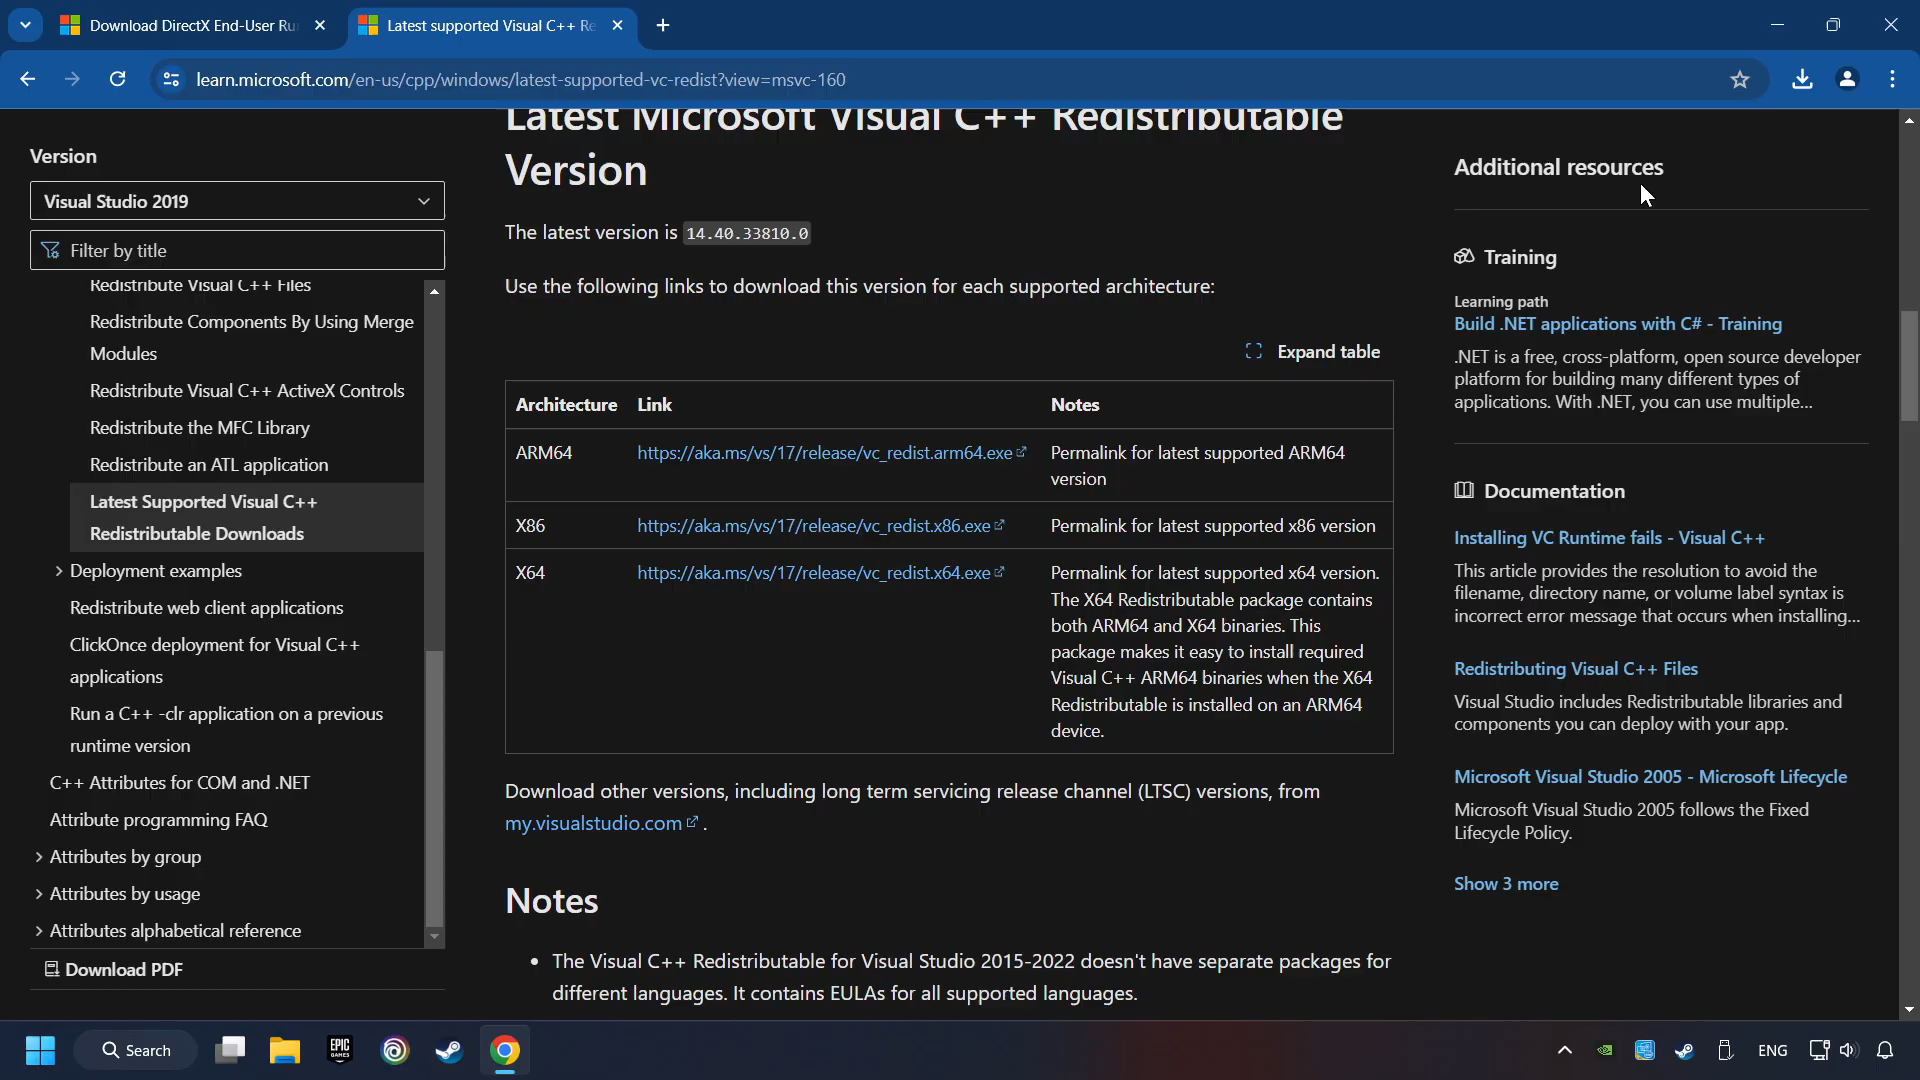 Download DirectX End-User Ru
Latest supported Visual C++ Re
learn.microsoft.com/en-us/cpp/windows/latest-supported-vc-redist?view=msvc-160
Version
Visual Studio 2019
Filter by title
Redistribute Visual C++ Files
Redistribute Components By Using Merge
Modules
Redistribute Visual C++ ActiveX Controls
Redistribute the MFC Library
Redistribute an ATL application
Latest Supported Visual C++
Redistributable Downloads
Deployment examples
Redistribute web client applications
ClickOnce deployment for Visual C++
applications
Run a C++ -clr application on a previous
runtime version
C++ Attributes for COM and .NET
Attribute programming FAQ
Attributes by group
Attributes by usage
Attributes alphabetical reference
Download PDF
Latest Microsoft Visual C++ Redistributable
Version
The latest version is 14.40.33810.0
Use the following links to download this version for each supported architecture:
Expand table
Architecture Link Notes
ARM64 https://aka.ms/vs/17/release/vc_redist.arm64.exe Permalink for latest supported ARM64
version
X86 https://aka.ms/vs/17/release/vc_redist.x86.exe Permalink for latest supported x86 version
X64 https://aka.ms/vs/17/release/vc_redist.x64.exe Permalink for latest supported x64 version.
The X64 Redistributable package contains
both ARM64 and X64 binaries. This
package makes it easy to install required
Visual C++ ARM64 binaries when the X64
Redistributable is installed on an ARM64
device.
Download other versions, including long term servicing release channel (LTSC) versions, from
my.visualstudio.com .
Notes
• The Visual C++ Redistributable for Visual Studio 2015-2022 doesn't have separate packages for
different languages. It contains EULAs for all supported languages.
Additional resources
Training
Learning path
Build .NET applications with C# - Training
.NET is a free, cross-platform, open source developer
platform for building many different types of
applications. With .NET, you can use multiple...
Documentation
Installing VC Runtime fails - Visual C++
This article provides the resolution to avoid the
filename, directory name, or volume label syntax is
incorrect error message that occurs when installing...
Redistributing Visual C++ Files
Visual Studio includes Redistributable libraries and
components you can deploy with your app.
Microsoft Visual Studio 2005 - Microsoft Lifecycle
Microsoft Visual Studio 2005 follows the Fixed
Lifecycle Policy.
Show 3 more
Search
EPIC
GAMES
ENG